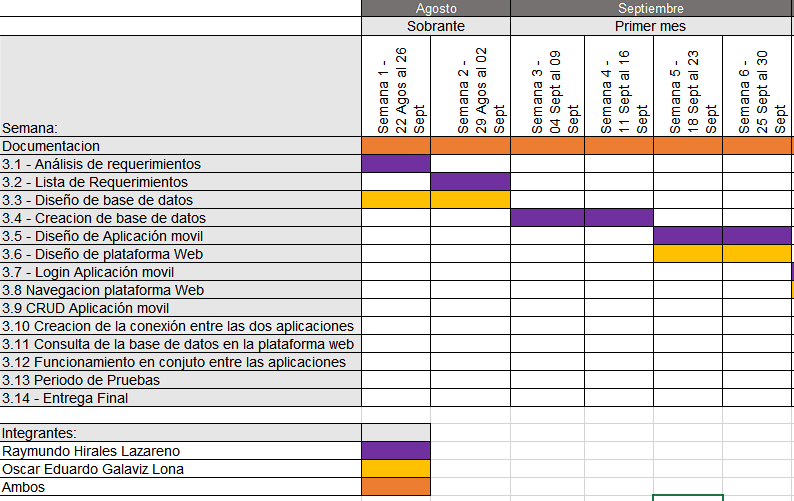 Agosto
Septiembre
Sobrante
Primer mes
Semana:
Semana 1 -
22 Agos al 26
Sept
Semana 2 -
29 Agos al 02
Sept
Semana 3 -
04 Sept al 09
Sept
Semana 4 -
11 Sept al 16
Sept
Semana 5 -
18 Sept al 23
Sept
Semana 6 -
25 Sept al 30
Sept
Documentacion
3.1 - Análisis de requerimientos
3.2 - Lista de Requerimientos
3.3 - Diseño de base de datos
3.4 - Creacion de base de datos
3.5 - Diseño de Aplicación movil
3.6 - Diseño de plataforma Web
3.7 - Login Aplicación movil
3.8 Navegacion plataforma Web
3.9 CRUD Aplicación movil
3.10 Creacion de la conexión entre las dos aplicaciones
3.11 Consulta de la base de datos en la plataforma web
3.12 Funcionamiento en conjuto entre las aplicaciones
3.13 Periodo de Pruebas
3.14 - Entrega Final
Integrantes:
Raymundo Hirales Lazareno
Oscar Eduardo Galaviz Lona
Ambos